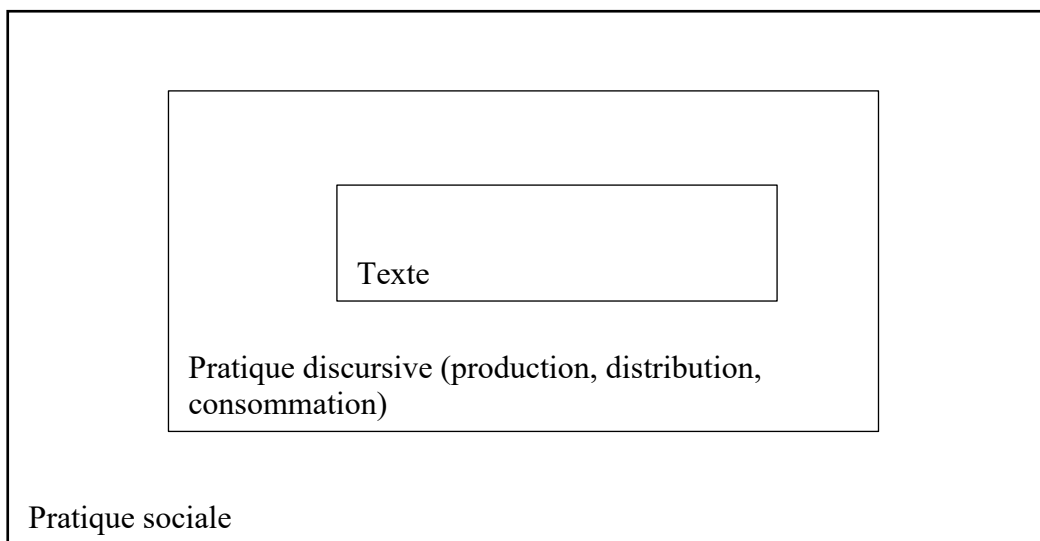 Texte
Pratique discursive (production, distribution,
consommation)
Pratique sociale